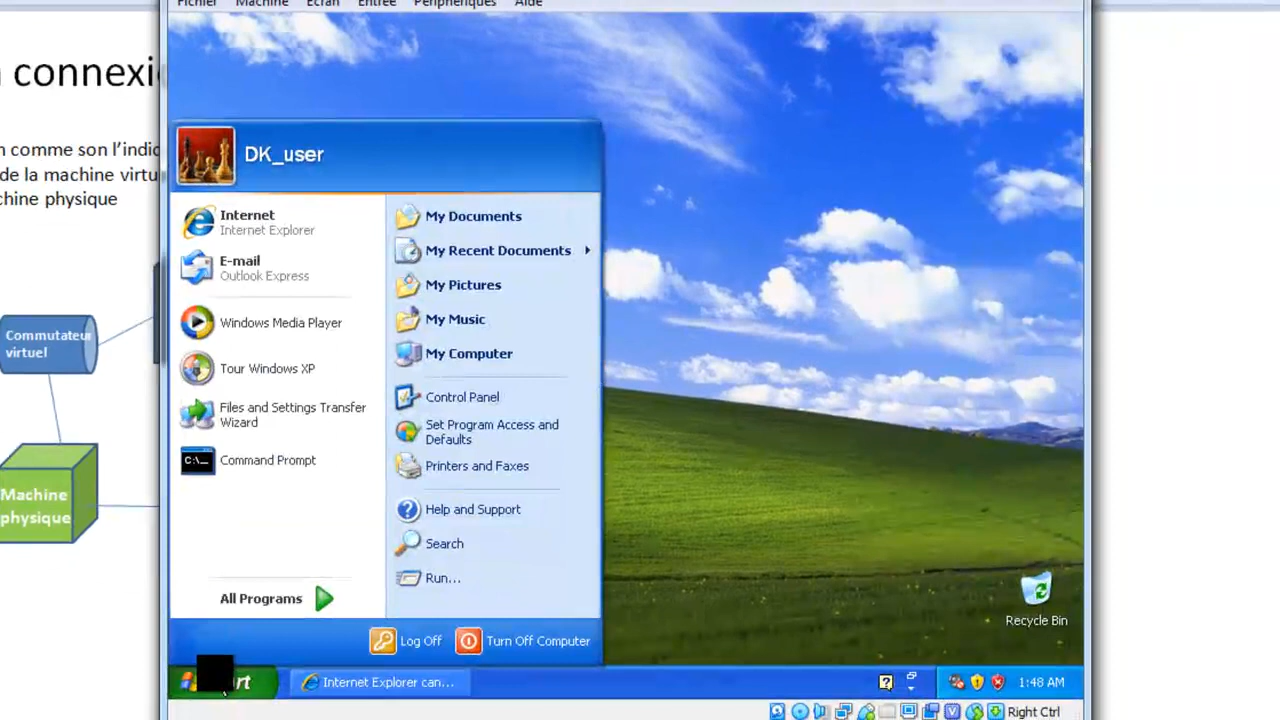 Fichier Machine Écran Entrée Périphériques Aide
connexi
n comme son l'indic
de la machine virtu
chine physique
Commutateur
virtuel
Machine
physique
DK_user
Internet
Internet Explorer
E-mail
Outlook Express
Windows Media Player
Tour Windows XP
Files and Settings Transfer
Wizard
Command Prompt
All Programs
My Documents
My Recent Documents
My Pictures
My Music
My Computer
Control Panel
Set Program Access and
Defaults
Printers and Faxes
Help and Support
Search
Run...
Log Off
Turn Off Computer
Recycle Bin
Internet Explorer can...
1:48 AM
Right Ctrl